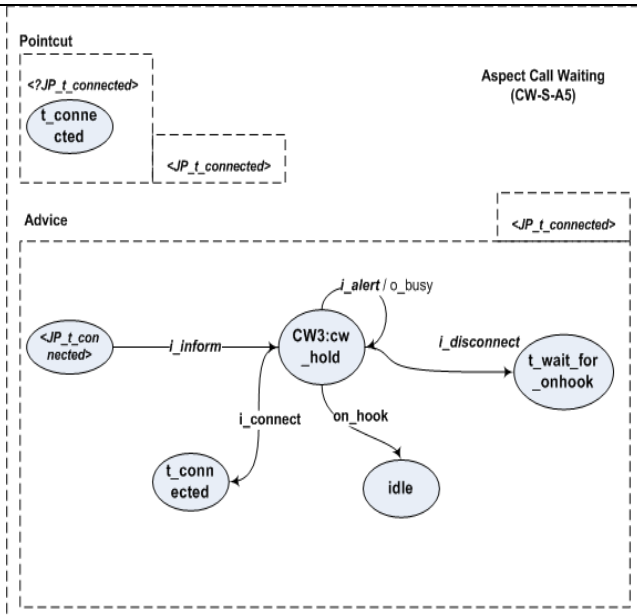 Pointcut
<?JP_t_connected>
t_conne
cted
Aspect Call Waiting
(CW-S-A5)
<JP_t_connected>
Advice
<JP_t_connected>
i_alert / o_busy
<JP_t_con
nected>
i_inform
CW3:cw
_hold
i_disconnect
t_wait_for
_onhook
i_connect
on_hook
t_conn
ected
idle